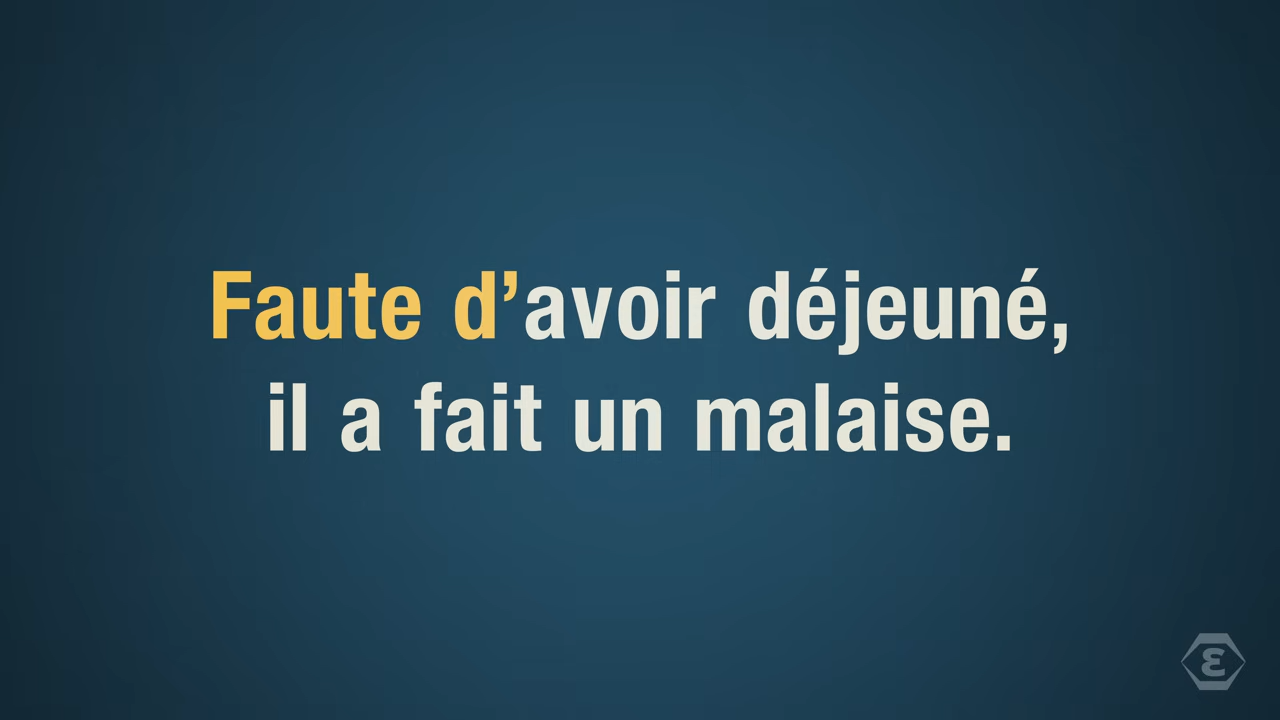 Faute d’avoir déjeuné,
il a fait un malaise.
ε